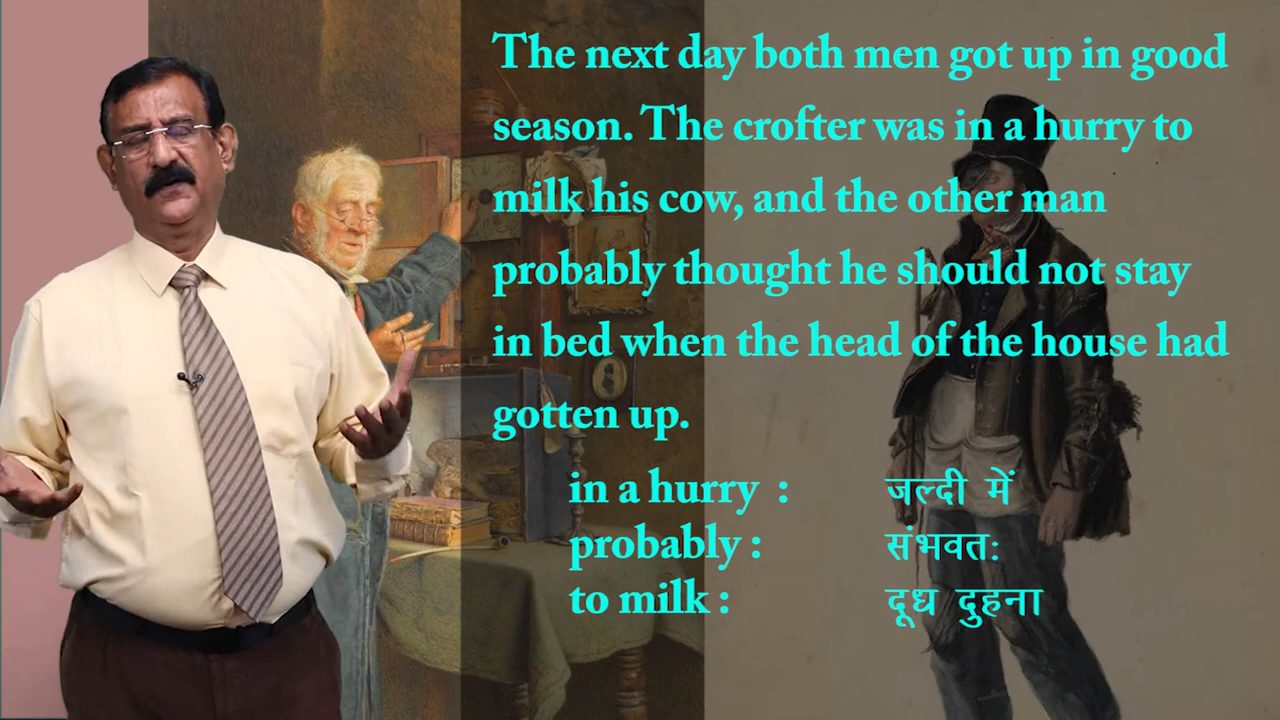 The next day both men got up in good
season. The crofter was in a hurry to
milk his cow, and the other man
probably thought he should not stay
in bed when the head of the house had
gotten up.
in a hurry : जल्दी में
probably : संभवत:
to milk : दूध दुहना